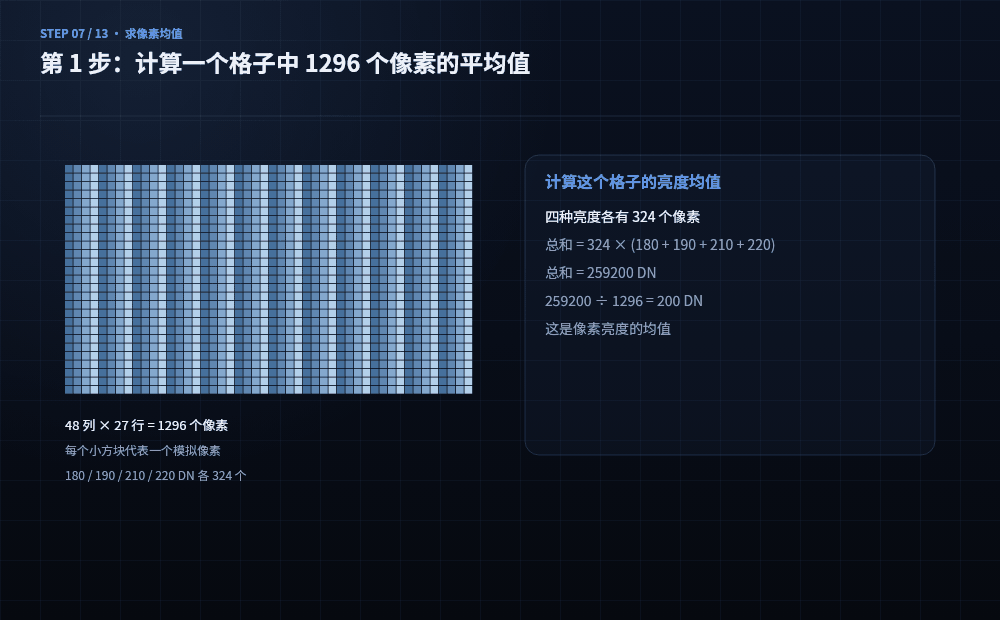 STEP 07 / 13 • 求像素均值
第 1 步：计算一个格子中 1296 个像素的平均值
48 列 × 27 行 = 1296 个像素
每个小方块代表一个模拟像素
180 / 190 / 210 / 220 DN 各 324 个
计算这个格子的亮度均值
四种亮度各有 324 个像素
总和 = 324 × (180 + 190 + 210 + 220)
总和 = 259200 DN
259200 ÷ 1296 = 200 DN
这是像素亮度的均值